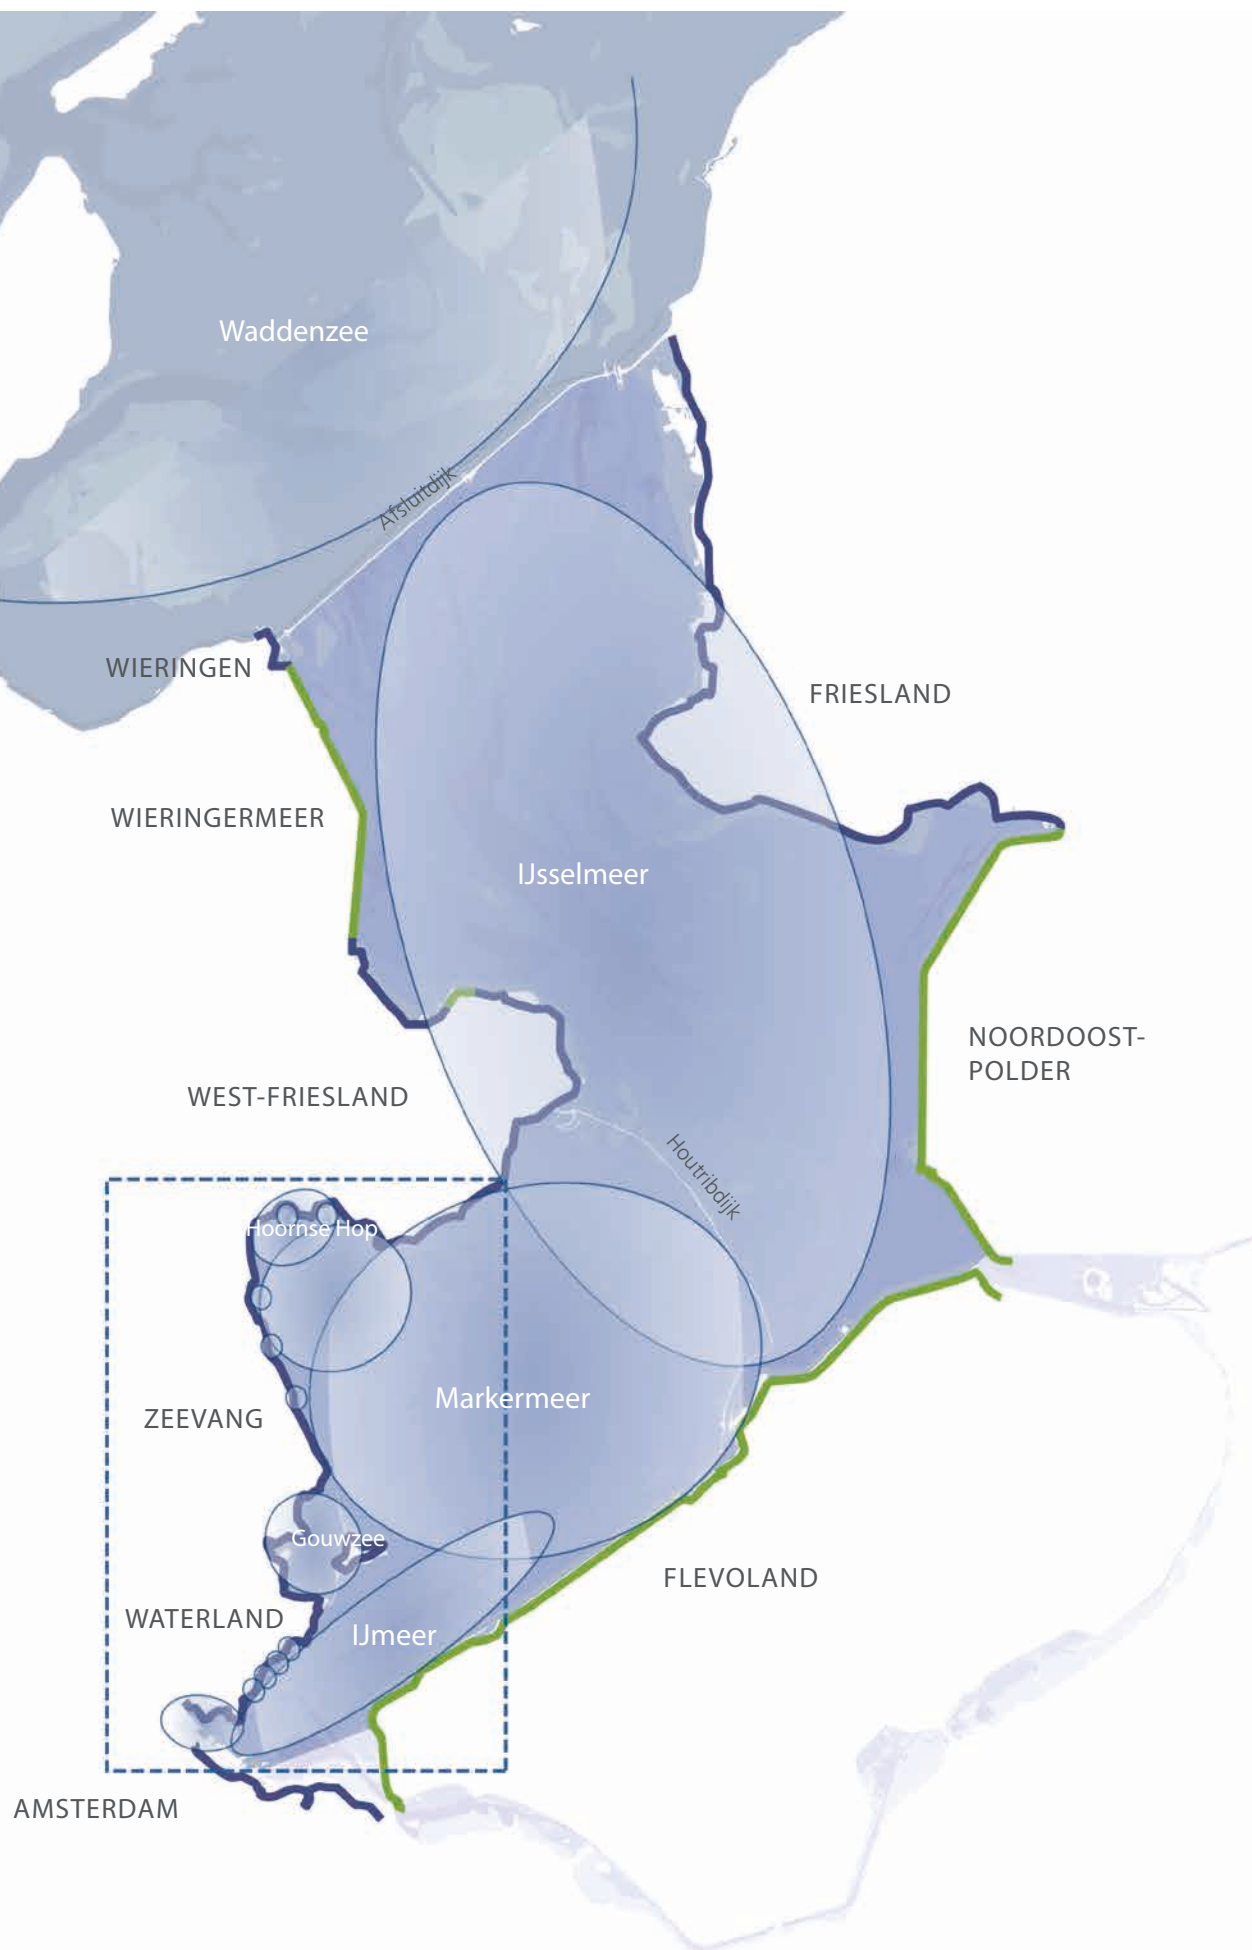 Waddenzee
Afsluitdijk
WIERINGEN
FRIESLAND
WIERINGERMEER
IJsselmeer
NOORDOOST-
POLDER
WEST-FRIESLAND
Houtribdijk
Hoornse Hop
Markermeer
ZEEVANG
Gouwzee
FLEVOLAND
WATERLAND
IJmeer
AMSTERDAM